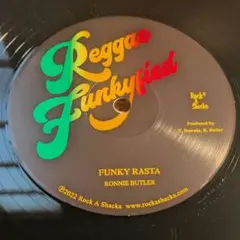 Reggae
Funkyfied
Rock A
Shacka
Produced by
FUNKY RASTA
RONNIE BUTLER
℗2022 Rock A Shacka www.rockashacka.com